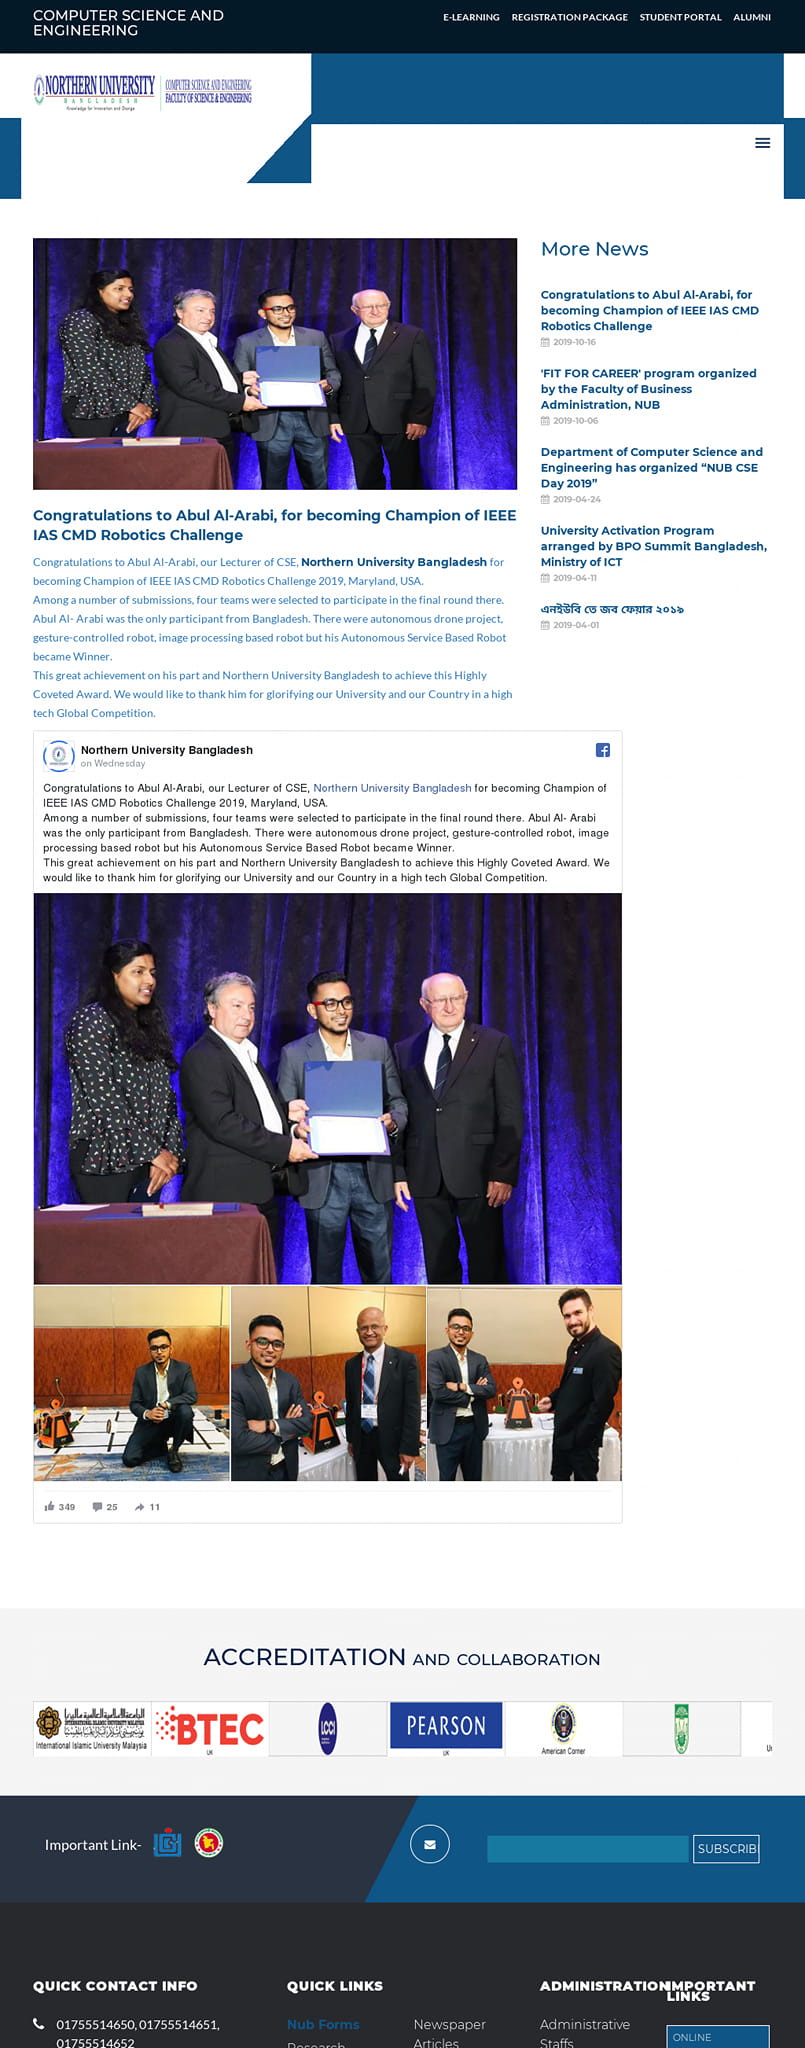 COMPUTER SCIENCE AND
ENGINEERING
E-LEARNING REGISTRATION PACKAGE STUDENT PORTAL ALUMNI
NORTHERN UNIVERSITY
BANGLADESH
Knowledge for Innovation and Change
COMPUTER SCIENCE AND ENGINEERING
FACULTY OF SCIENCE & ENGINEERING
Congratulations to Abul Al-Arabi, for becoming Champion of IEEE
IAS CMD Robotics Challenge
Congratulations to Abul Al-Arabi, our Lecturer of CSE, Northern University Bangladesh for
becoming Champion of IEEE IAS CMD Robotics Challenge 2019, Maryland, USA.
Among a number of submissions, four teams were selected to participate in the final round there.
Abul Al- Arabi was the only participant from Bangladesh. There were autonomous drone project,
gesture-controlled robot, image processing based robot but his Autonomous Service Based Robot
became Winner.
This great achievement on his part and Northern University Bangladesh to achieve this Highly
Coveted Award. We would like to thank him for glorifying our University and our Country in a high
tech Global Competition.
More News
Congratulations to Abul Al-Arabi, for
becoming Champion of IEEE IAS CMD
Robotics Challenge
2019-10-16
'FIT FOR CAREER' program organized
by the Faculty of Business
Administration, NUB
2019-10-06
Department of Computer Science and
Engineering has organized “NUB CSE
Day 2019”
2019-04-24
University Activation Program
arranged by BPO Summit Bangladesh,
Ministry of ICT
2019-04-11
এনইউবি তে জব ফেয়ার ২০১৯
2019-04-01
Northern University Bangladesh
on Wednesday
Congratulations to Abul Al-Arabi, our Lecturer of CSE, Northern University Bangladesh for becoming Champion of
IEEE IAS CMD Robotics Challenge 2019, Maryland, USA.
Among a number of submissions, four teams were selected to participate in the final round there. Abul Al- Arabi
was the only participant from Bangladesh. There were autonomous drone project, gesture-controlled robot, image
processing based robot but his Autonomous Service Based Robot became Winner.
This great achievement on his part and Northern University Bangladesh to achieve this Highly Coveted Award. We
would like to thank him for glorifying our University and our Country in a high tech Global Competition.
349 25 11
ACCREDITATION AND COLLABORATION
الجامعة الإسلامية العالمية ماليزيا
INTERNATIONAL ISLAMIC UNIVERSITY MALAYSIA
International Islamic University Malaysia
BTEC
UK
LCCI
PEARSON
UK
American Corner
Important Link-
SUBSCRIB
QUICK CONTACT INFO
01755514650, 01755514651,
01755514652
QUICK LINKS
Nub Forms
Research
Newspaper
Articles
ADMINISTRATION
Administrative
Staffs
IMPORTANT
LINKS
ONLINE